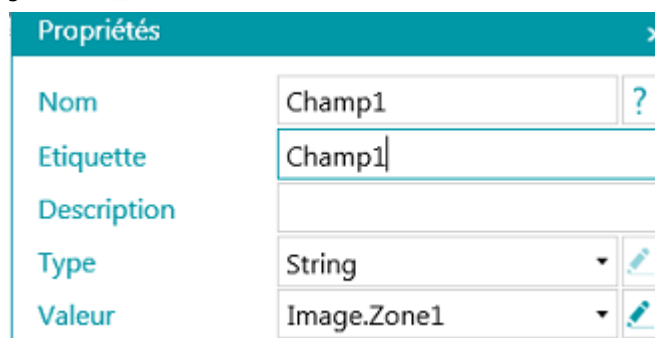 Propriétés
Nom Champ1 ?
Etiquette Champ1
Description
Type String
Valeur Image.Zone1